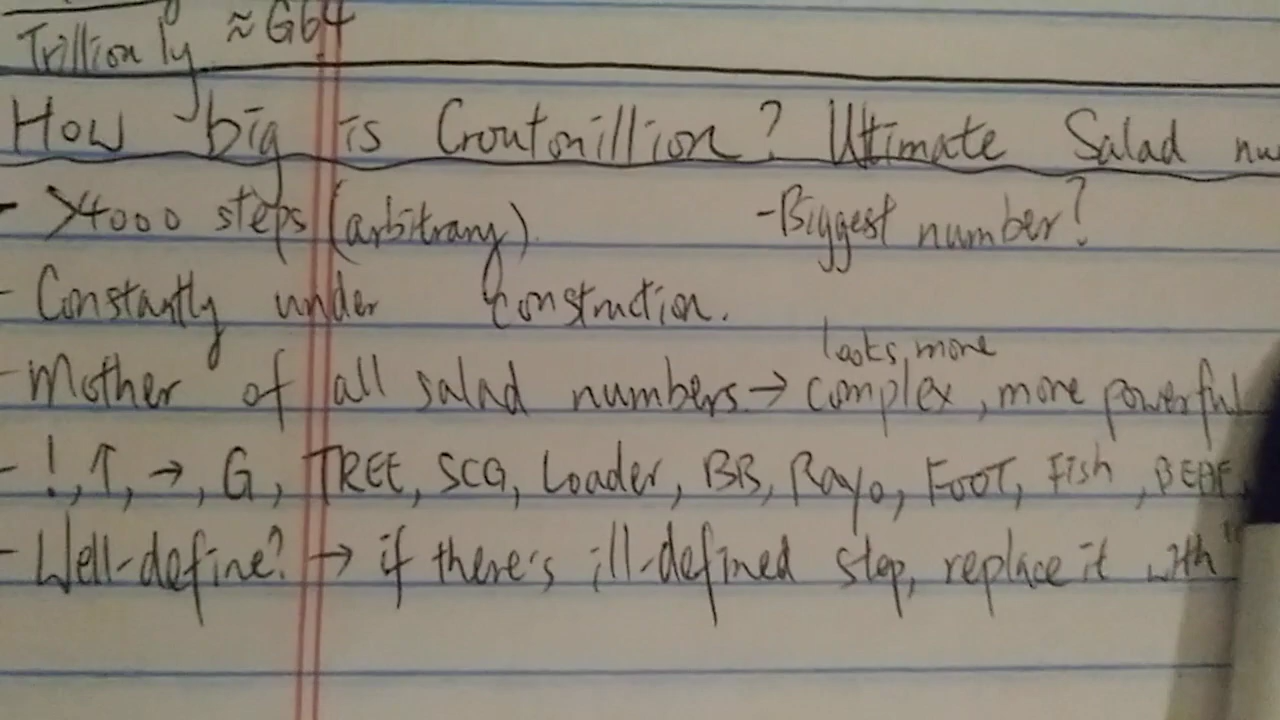 Trillion ly ≈ G64
How big is Croutonillion? Ultimate Salad nu
- >4000 steps (arbitrary). -Biggest number?
- Constantly under construction.
looks, more
- Mother of all salad numbers. → complex, more powerful
- !, ↑, →, G, TREE, SCG, Loader, BB, Rayo, FOOT, Fish, BEAF
- Well-define? → if there's ill-defined step, replace it with "